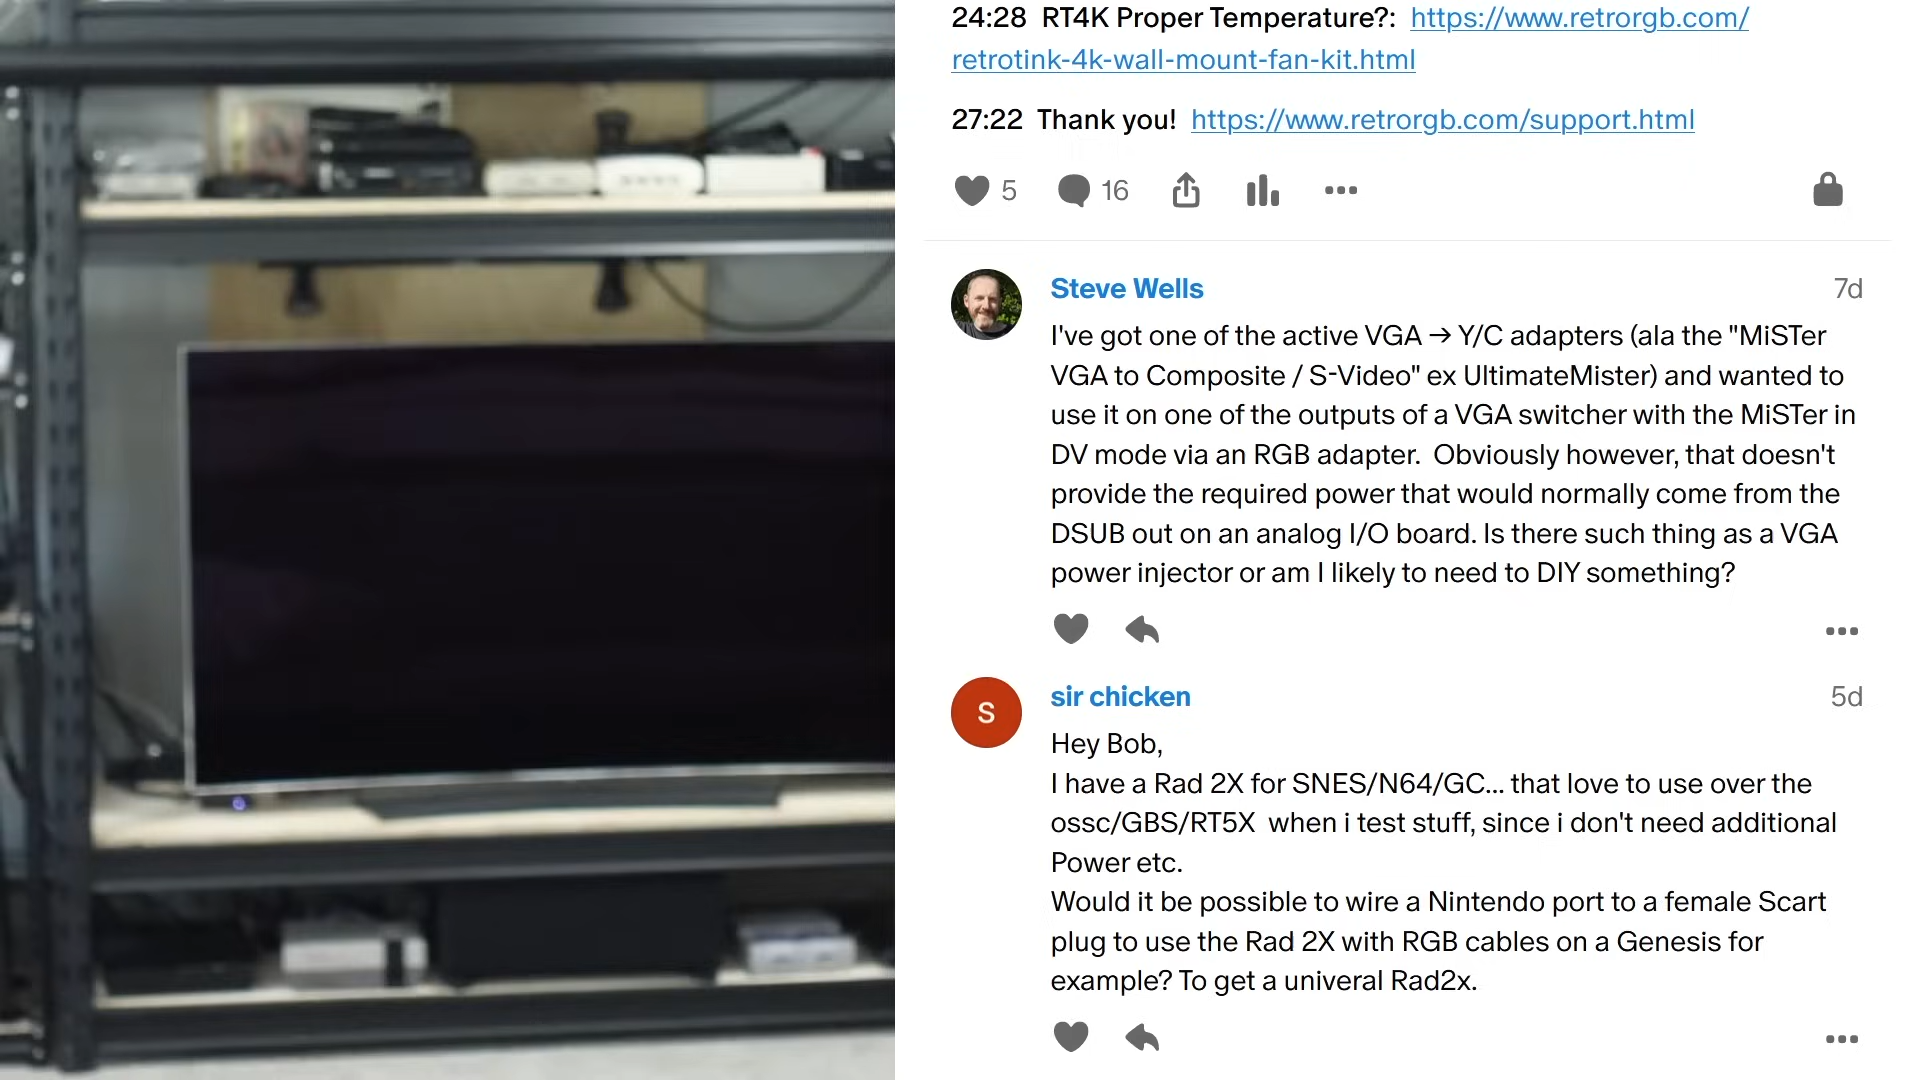 24:28  RT4K Proper Temperature?:  https://www.retrorgb.com/
retrotink-4k-wall-mount-fan-kit.html
27:22  Thank you!  https://www.retrorgb.com/support.html
5
16
Steve Wells
7d
I've got one of the active VGA → Y/C adapters (ala the "MiSTer
VGA to Composite / S-Video" ex UltimateMister) and wanted to
use it on one of the outputs of a VGA switcher with the MiSTer in
DV mode via an RGB adapter.  Obviously however, that doesn't
provide the required power that would normally come from the
DSUB out on an analog I/O board. Is there such thing as a VGA
power injector or am I likely to need to DIY something?
S
sir chicken
5d
Hey Bob,
I have a Rad 2X for SNES/N64/GC... that love to use over the
ossc/GBS/RT5X  when i test stuff, since i don't need additional
Power etc.
Would it be possible to wire a Nintendo port to a female Scart
plug to use the Rad 2X with RGB cables on a Genesis for
example? To get a univeral Rad2x.